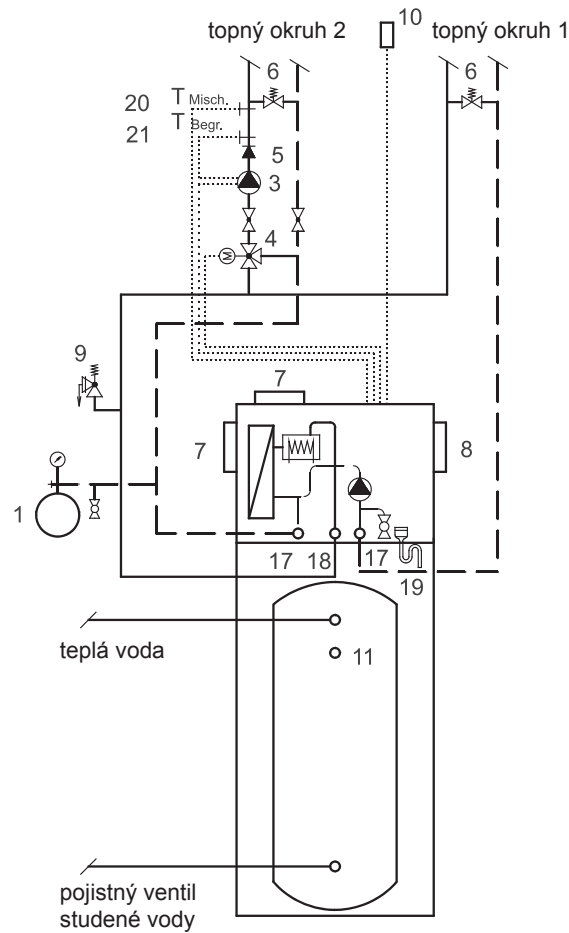 10
topný okruh 2
topný okruh 1
6
6
20
T Misch.
T Begr.
21
5
3
4
M
9
7
7
8
1
17
18
17
19
teplá voda
11
pojistný ventil
studené vody